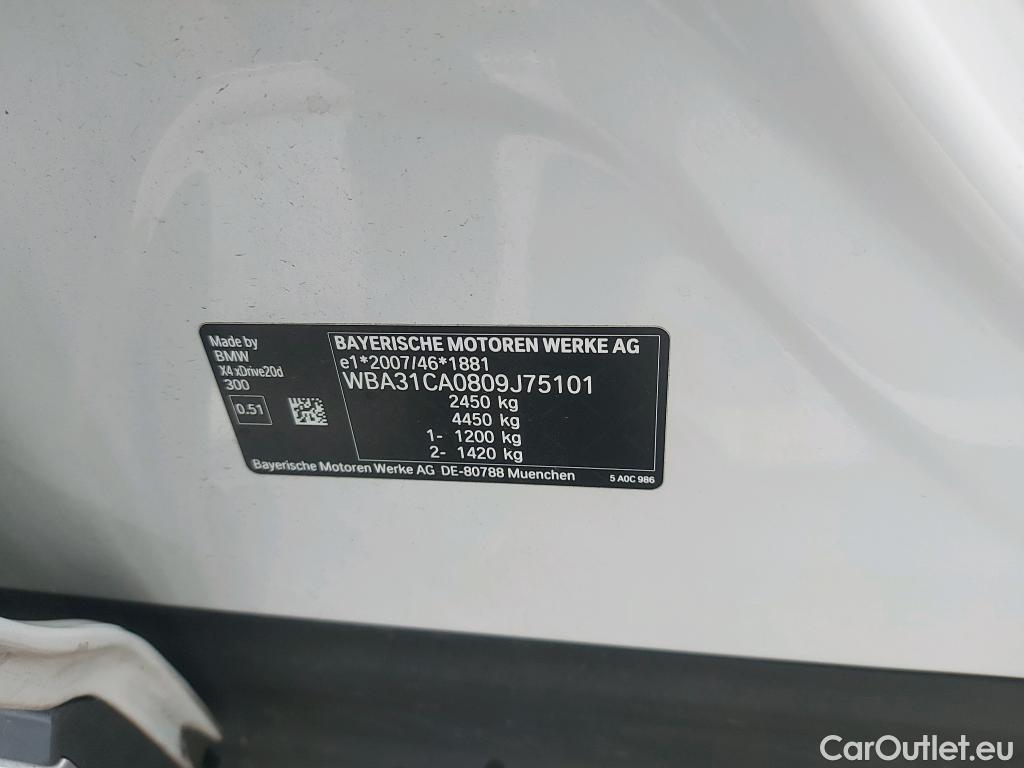 Made by
BMW
X4 xDrive20d
300
0.51
BAYERISCHE MOTOREN WERKE AG
e1*2007/46*1881
WBA31CA0809J75101
2450 kg
4450 kg
1- 1200 kg
2- 1420 kg
Bayerische Motoren Werke AG DE-80788 Muenchen
5 A0C 986
CarOutlet.eu